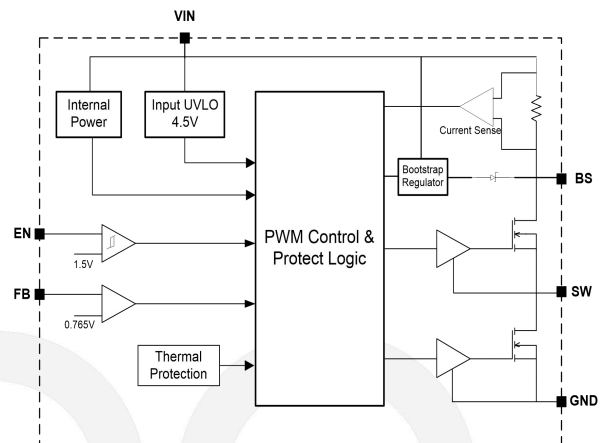 VIN
Internal
Power
Input UVLO
4.5V
Current Sense
Bootstrap
Regulator
BS
EN
1.5V
PWM Control &
Protect Logic
FB
0.765V
SW
Thermal
Protection
GND